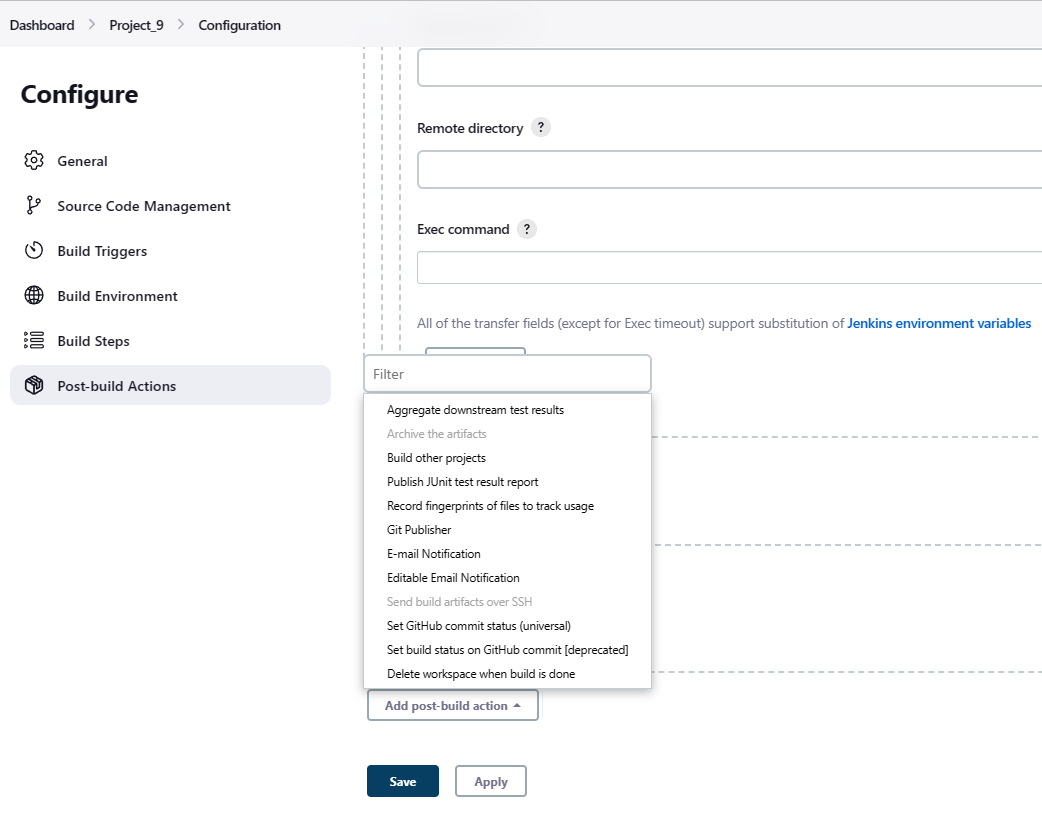 Dashboard > Project_9 > Configuration
Configure
General
Source Code Management
Build Triggers
Build Environment
Build Steps
Post-build Actions
Remote directory ?
Exec command ?
All of the transfer fields (except for Exec timeout) support substitution of Jenkins environment variables
Filter
Aggregate downstream test results
Archive the artifacts
Build other projects
Publish JUnit test result report
Record fingerprints of files to track usage
Git Publisher
E-mail Notification
Editable Email Notification
Send build artifacts over SSH
Set GitHub commit status (universal)
Set build status on GitHub commit [deprecated]
Delete workspace when build is done
Add post-build action
Save
Apply